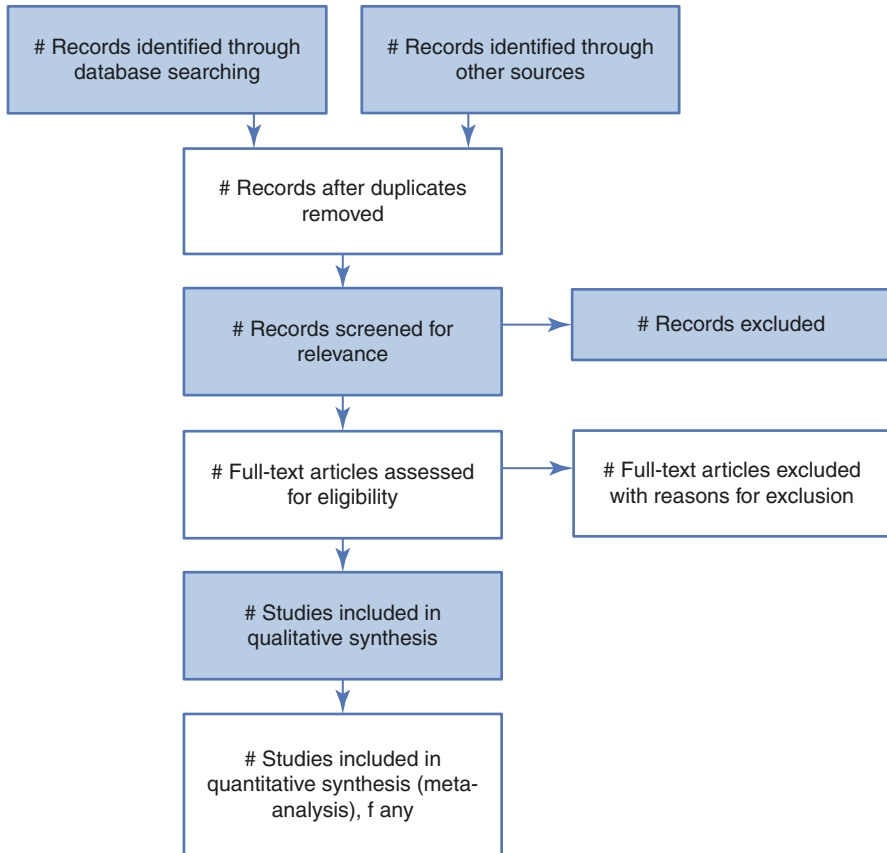 # Records identified through
database searching
# Records identified through
other sources
# Records after duplicates
removed
# Records screened for
relevance
# Records excluded
# Full-text articles assessed
for eligibility
# Full-text articles excluded
with reasons for exclusion
# Studies included in
qualitative synthesis
# Studies included in
quantitative synthesis (meta-
analysis), f any